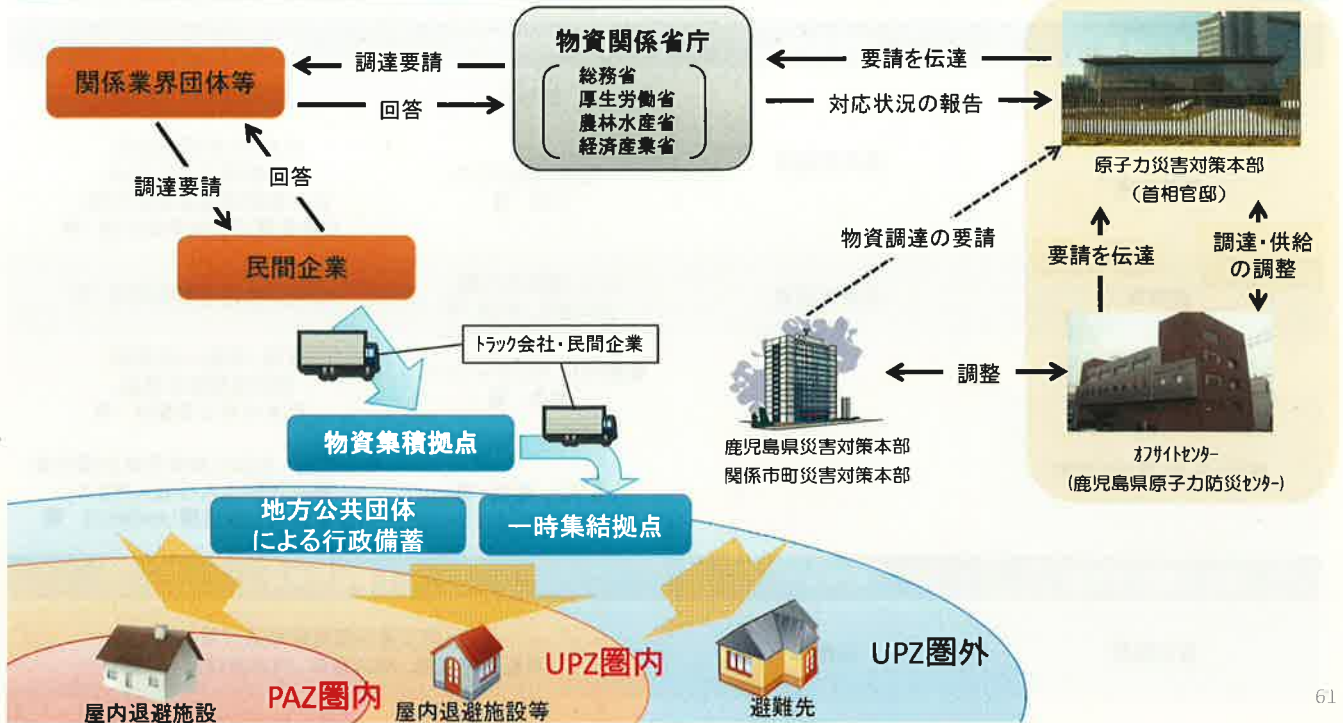 物資関係省庁
総務省
厚生労働省
農林水産省
経済産業省
関係業界団体等
調達要請
回答
要請を伝達
対応状況の報告
原子力災害対策本部
(首相官邸)
調達要請
回答
民間企業
物資調達の要請
要請を伝達
調達・供給
の調整
トラック会社・民間企業
調整
物資集積拠点
鹿児島県災害対策本部
関係市町災害対策本部
オフサイトセンター
(鹿児島県原子力防災センター)
地方公共団体
による行政備蓄
一時集結拠点
屋内退避施設
PAZ圏内
屋内退避施設等
UPZ圏内
避難先
UPZ圏外
61